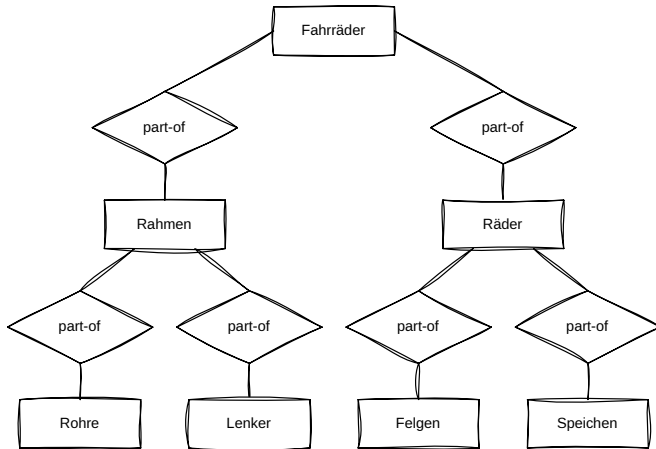 Fahrräder
part-of
part-of
Rahmen
Räder
part-of
part-of
part-of
part-of
Rohre
Lenker
Felgen
Speichen